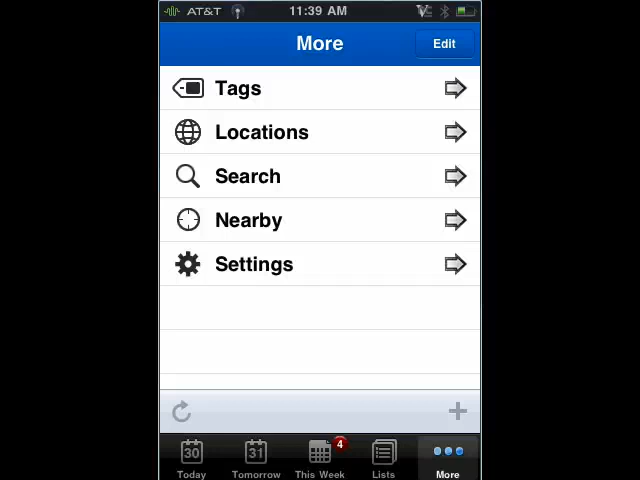 AT&T 11:39 AM
More Edit
Tags
Locations
Search
Nearby
Settings
30 31 4
Today Tomorrow This Week Lists More